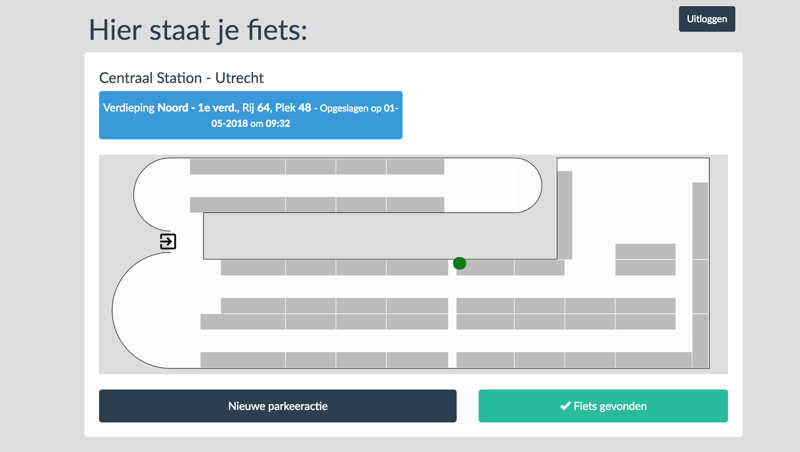 Hier staat je fiets:
Uitloggen
Centraal Station - Utrecht
Verdieping Noord - 1e verd., Rij 64, Plek 48 - Opgeslagen op 01-
05-2018 om 09:32
Nieuwe parkeeractie
Fiets gevonden